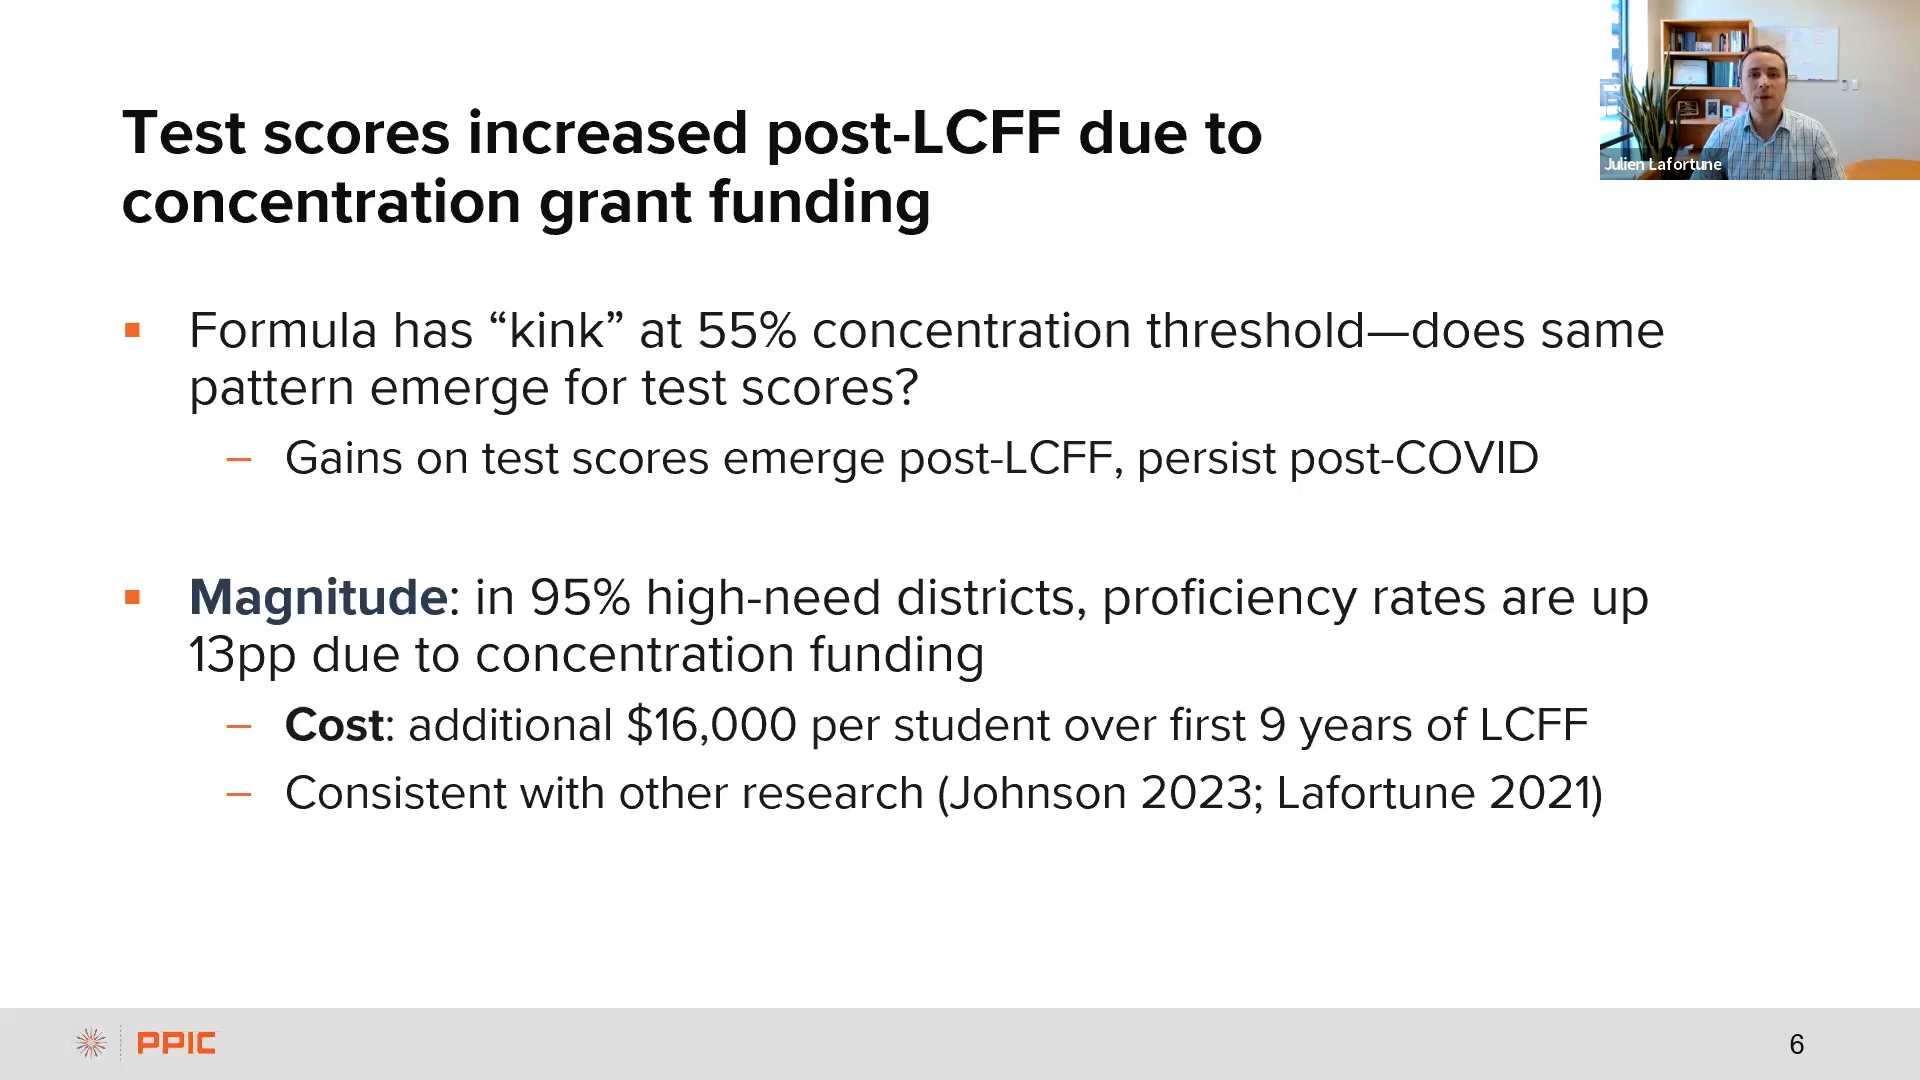 Test scores increased post-LCFF due to
concentration grant funding
Julien Lafortune
▪ Formula has “kink” at 55% concentration threshold—does same
pattern emerge for test scores?
– Gains on test scores emerge post-LCFF, persist post-COVID
▪ Magnitude: in 95% high-need districts, proficiency rates are up
13pp due to concentration funding
– Cost: additional $16,000 per student over first 9 years of LCFF
– Consistent with other research (Johnson 2023; Lafortune 2021)
PPIC
6